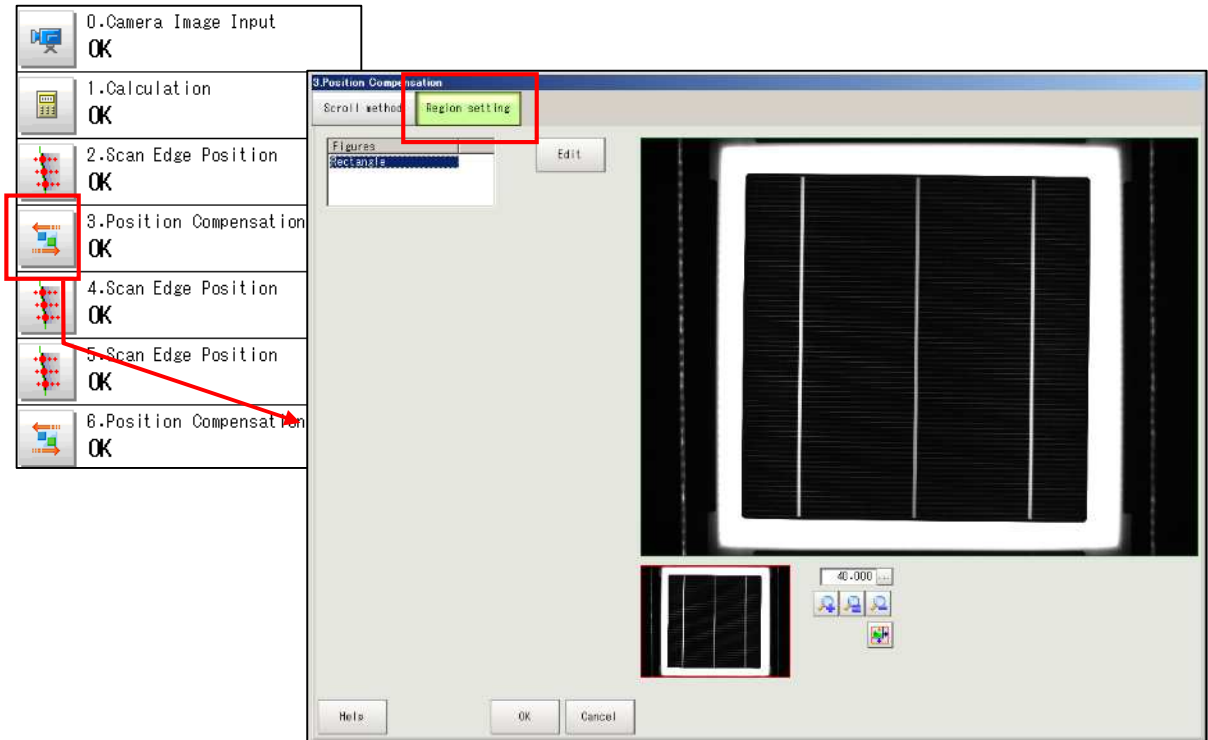 0.Camera Image Input
OK
1.Calculation
OK
2.Scan Edge Position
OK
3.Position Compensation
OK
4.Scan Edge Position
OK
5.Scan Edge Position
OK
6.Position Compensation
OK
3.Position Compensation
Scroll method
Region setting
Figures
Rectangle
Edit
40.000 ...
Help
OK
Cancel